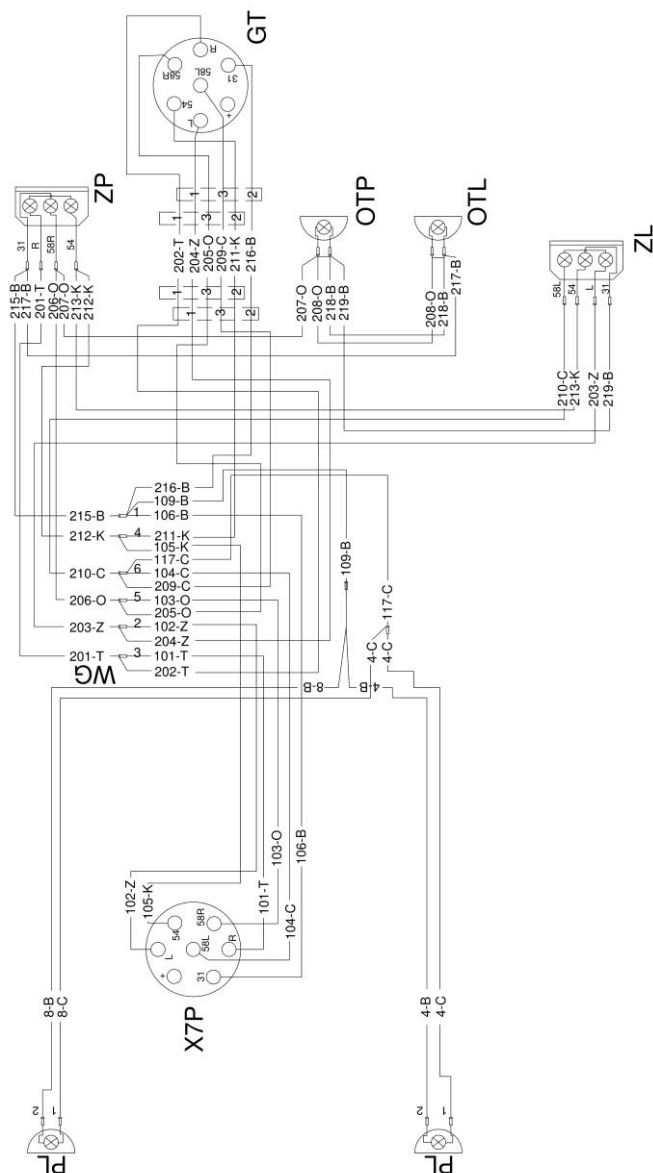 GT
R
58R
58L
31
54
+
L
ZP
31
R
58R
54
215-B
217-B
201-T
206-O
207-O
213-K
212-K
1
3
2
1
3
2
202-T
204-Z
205-O
209-C
211-K
216-B
1
3
2
1
3
2
OTP
207-O
208-O
218-B
219-B
OTL
208-O
218-B
217-B
ZL
58L
54
L
31
210-C
213-K
203-Z
219-B
216-B
109-B
215-B
1
106-B
212-K
4
211-K
105-K
117-C
210-C
6
104-C
209-C
206-O
5
103-O
205-O
203-Z
2
102-Z
204-Z
201-T
3
101-T
202-T
WG
109-B
117-C
4-C
4-C
8-B
4-B
102-Z
105-K
101-T
103-O
104-C
106-B
X7P
54
58R
L
58L
R
+
31
8-B
8-C
4-B
4-C
2
1
PL
2
1
PL